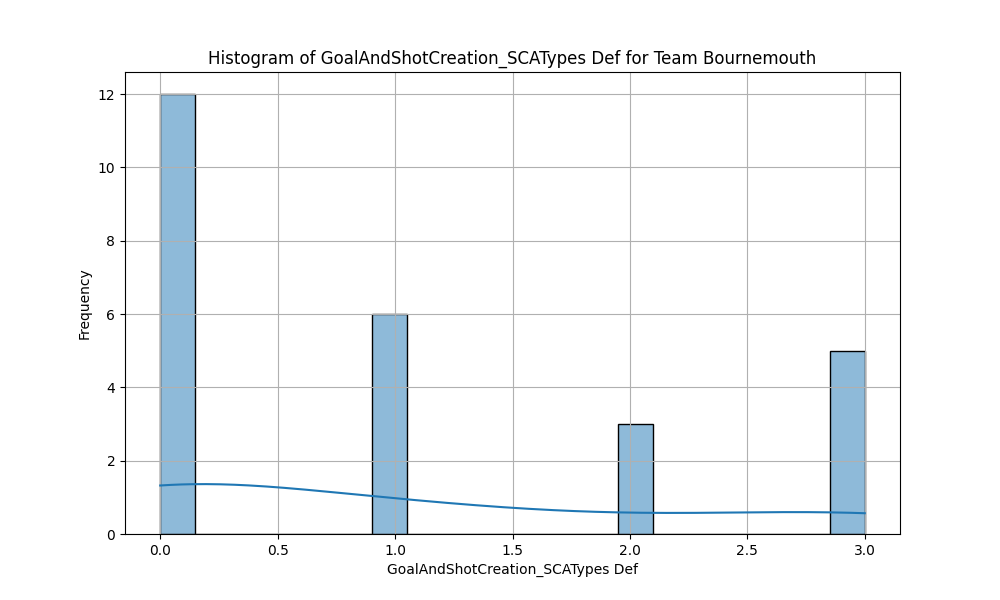 Histogram of GoalAndShotCreation_SCATypes Def for Team Bournemouth
12
10
8
6
4
2
0
Frequency
0.0 0.5 1.0 1.5 2.0 2.5 3.0
GoalAndShotCreation_SCATypes Def